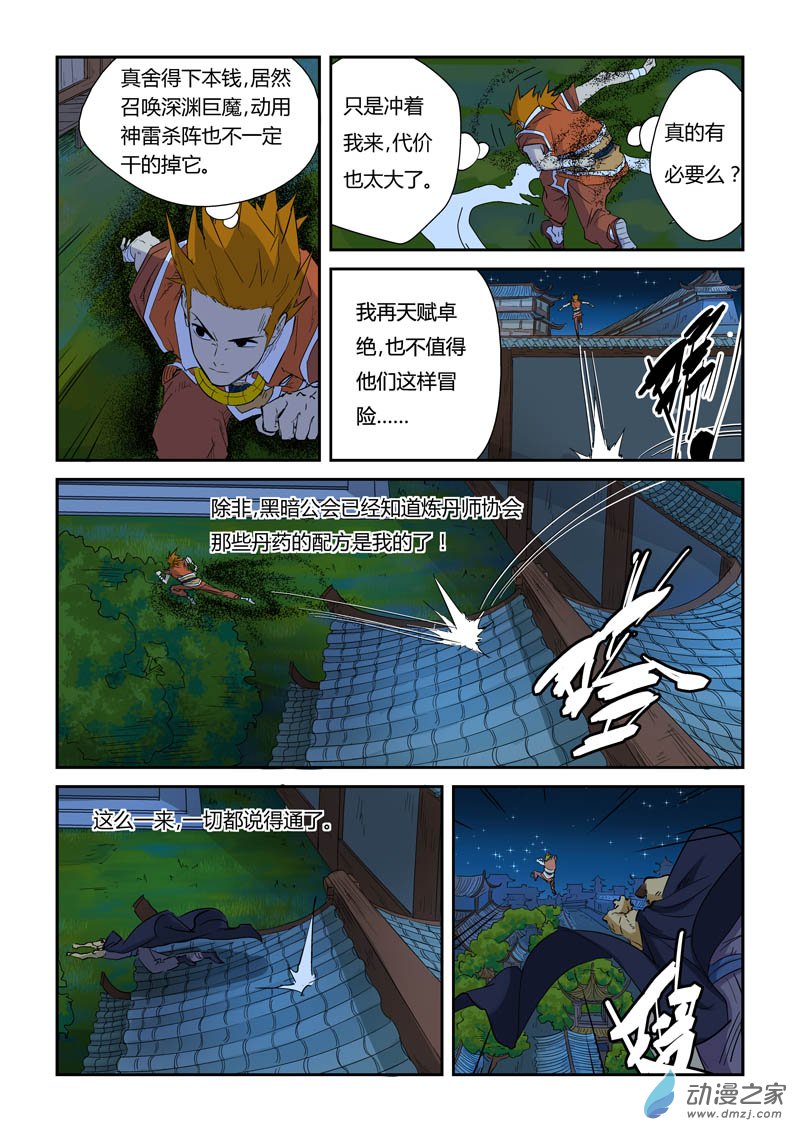 真舍得下本钱，居然
召唤深渊巨魔，动用
神雷杀阵也不一定
干的掉它。
只是冲着
我来，代价
也太大了。
真的有
必要么？
我再天赋卓
绝，也不值得
他们这样冒
险……
除非，黑暗公会已经知道炼丹师协会
那些丹药的配方是我的了！
这么一来，一切都说得通了。
动漫之家
www.dmzj.com